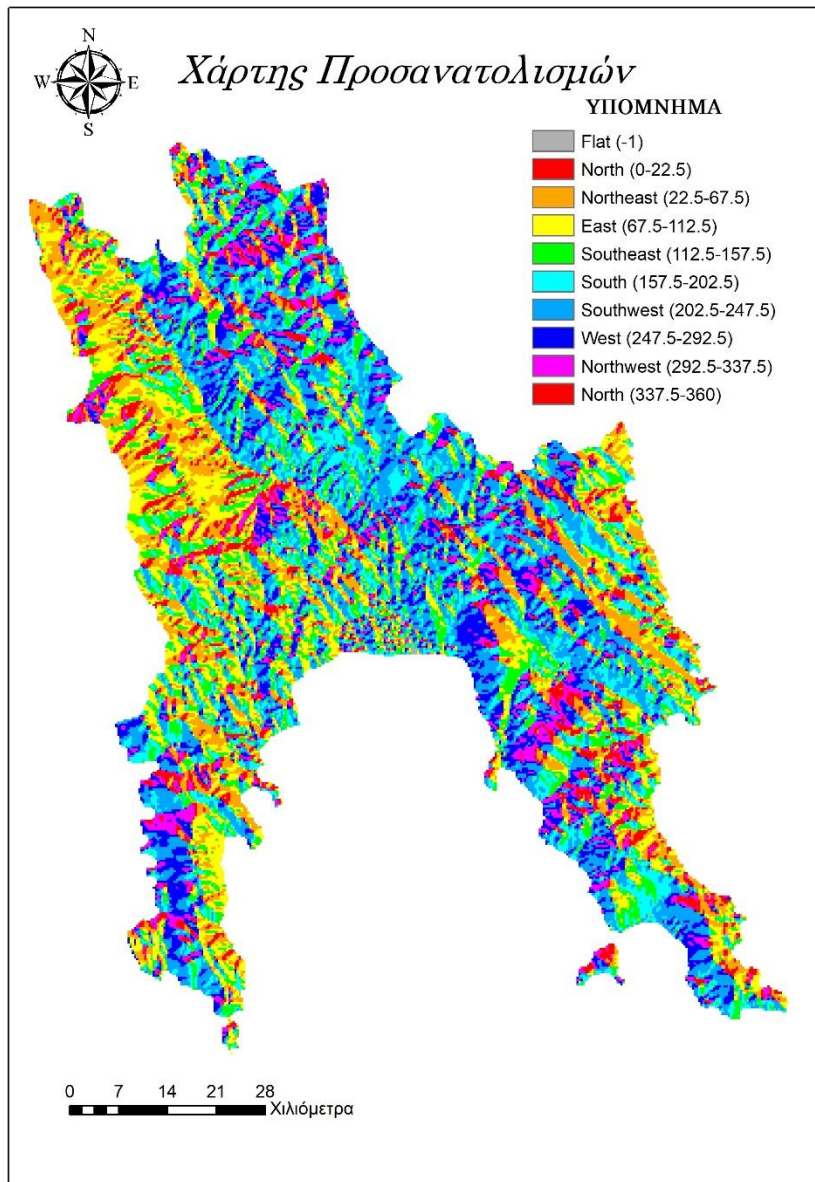 N
Χάρτης Προσανατολισμών
W E
S
ΥΠΟΜΝΗΜΑ
Flat (-1)
North (0-22.5)
Northeast (22.5-67.5)
East (67.5-112.5)
Southeast (112.5-157.5)
South (157.5-202.5)
Southwest (202.5-247.5)
West (247.5-292.5)
Northwest (292.5-337.5)
North (337.5-360)
0 7 14 21 28
Χιλιόμετρα